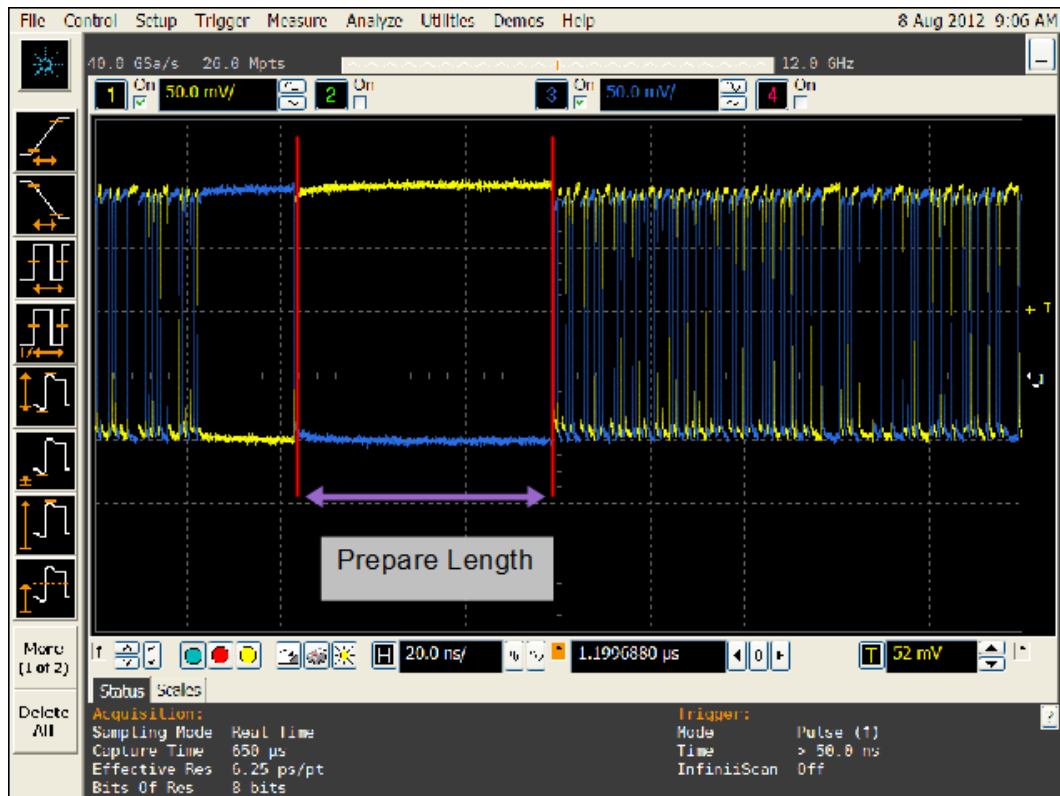 File Control Setup Trigger Measure Analyze Utilities Demos Help 8 Aug 2012 9:06 AM
40.0 GSa/s 26.0 Mpts 12.0 GHz
1 On 50.0 mV/ 2 On 3 On 50.0 mV/ 4 On
T
Prepare Length
More
(1 of 2)
Delete
All
H 20.0 ns/ 1.1996880 µs 0 T 52 mV
Status Scales
Acquisition: Trigger:
Sampling Mode Real Time Mode Pulse (1)
Capture Time 650 µs Time > 50.0 ns
Effective Res 6.25 ps/pt InfiniiScan Off
Bits Of Res 8 bits